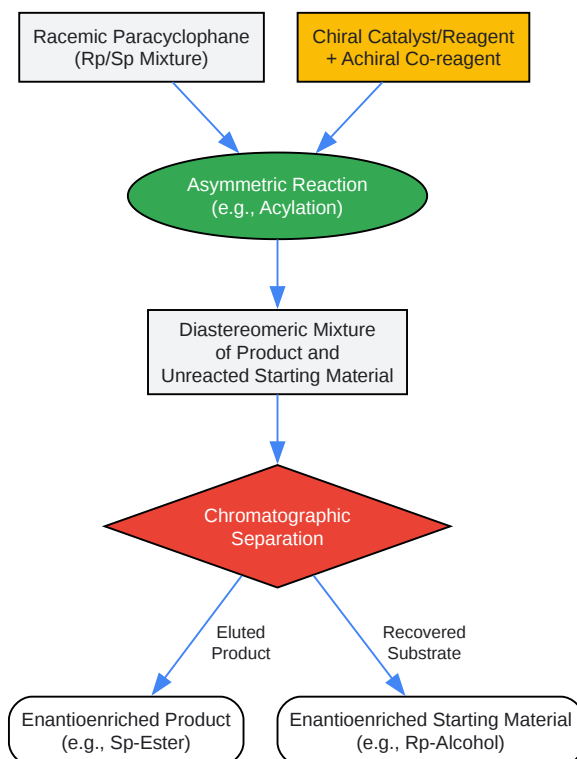 Racemic Paracyclophane
(Rp/Sp Mixture)
Chiral Catalyst/Reagent
+ Achiral Co-reagent
Asymmetric Reaction
(e.g., Acylation)
Diastereomeric Mixture
of Product and
Unreacted Starting Material
Chromatographic
Separation
Eluted
Product
Recovered
Substrate
Enantioenriched Product
(e.g., Sp-Ester)
Enantioenriched Starting Material
(e.g., Rp-Alcohol)